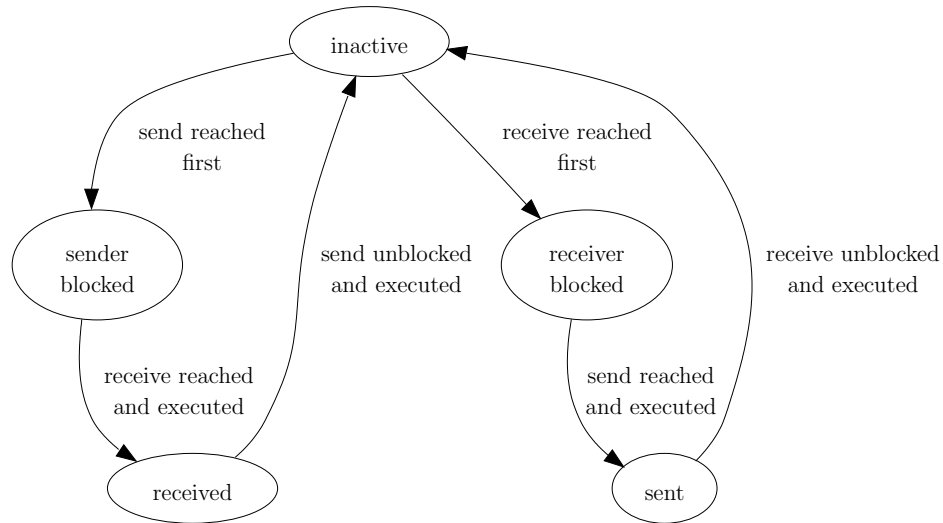 inactive
send reached
first
receive reached
first
sender
blocked
send unblocked
and executed
receiver
blocked
receive unblocked
and executed
receive reached
and executed
send reached
and executed
received
sent